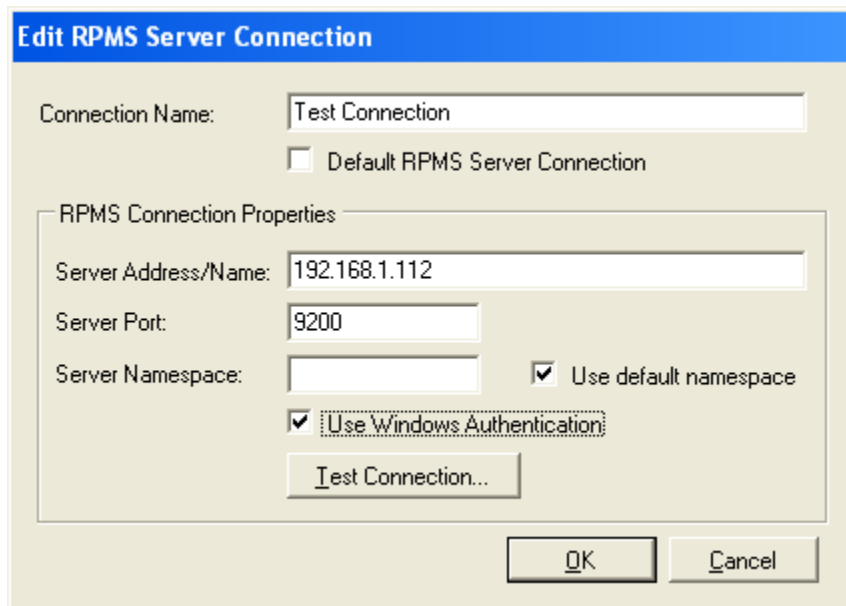 Edit RPMS Server Connection
Connection Name: Test Connection
Default RPMS Server Connection
RPMS Connection Properties
Server Address/Name: 192.168.1.112
Server Port: 9200
Server Namespace: Use default namespace
Use Windows Authentication
Test Connection...
OK Cancel